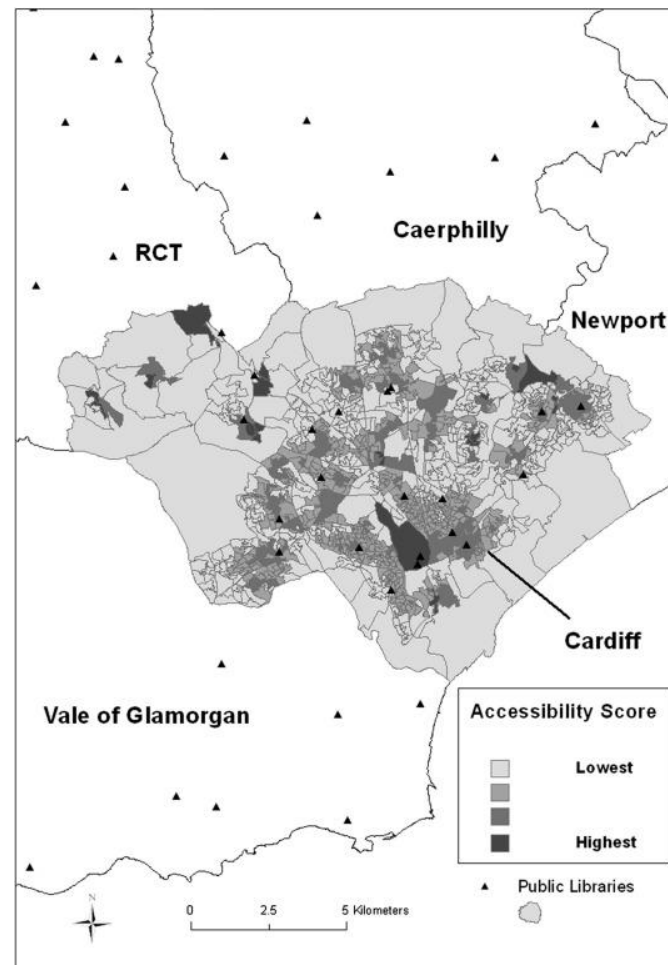 Caerphilly
RCT
Newport
Cardiff
Vale of Glamorgan
Accessibility Score
Lowest
Highest
Public Libraries
N
0 2.5 5 Kilometers